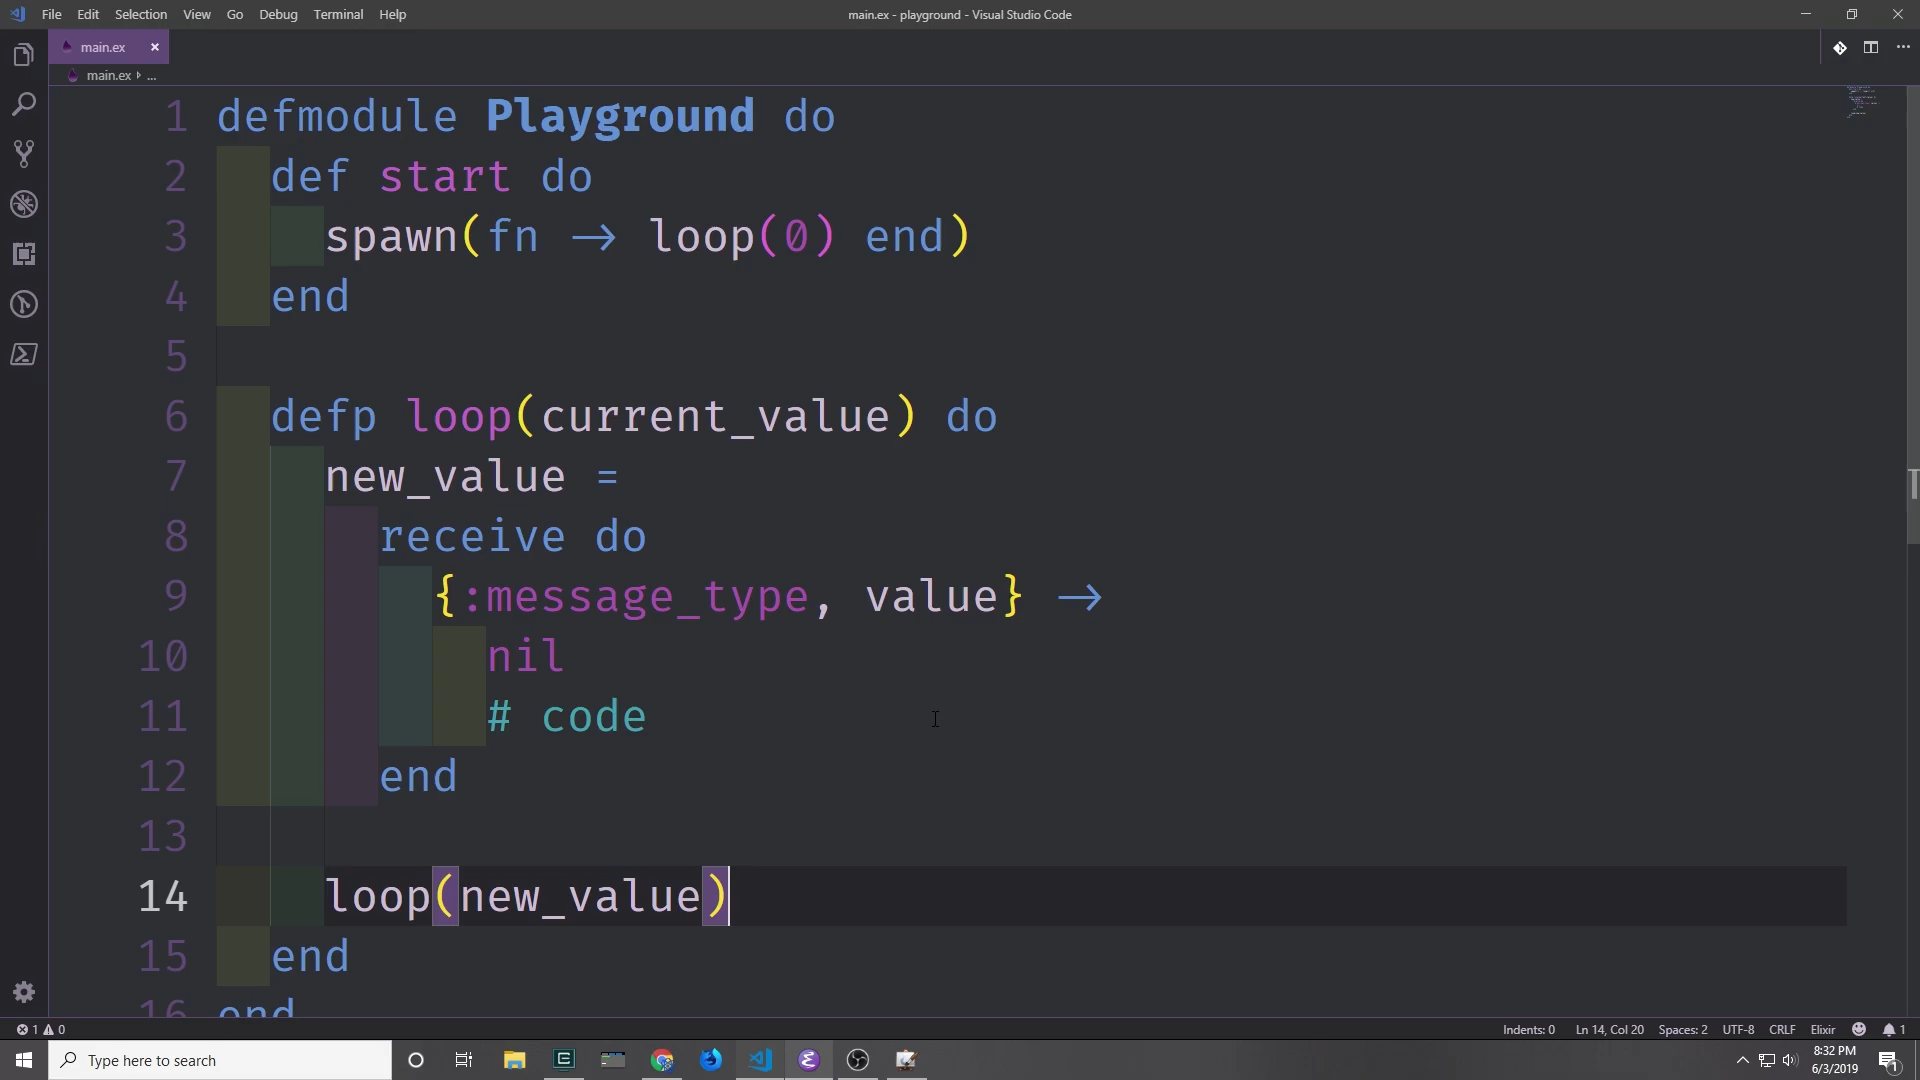 File Edit Selection View Go Debug Terminal Help
main.ex - playground - Visual Studio Code
main.ex
main.ex ...
1 defmodule Playground do
2 def start do
3 spawn(fn -> loop(0) end)
4 end
5
6 defp loop(current_value) do
7 new_value =
8 receive do
9 {:message_type, value} ->
10 nil
11 # code
12 end
13
14 loop(new_value)
15 end
16 end
1 0
Indents: 0 Ln 14, Col 20 Spaces: 2 UTF-8 CRLF Elixir 1
Type here to search
8:32 PM
6/3/2019
1